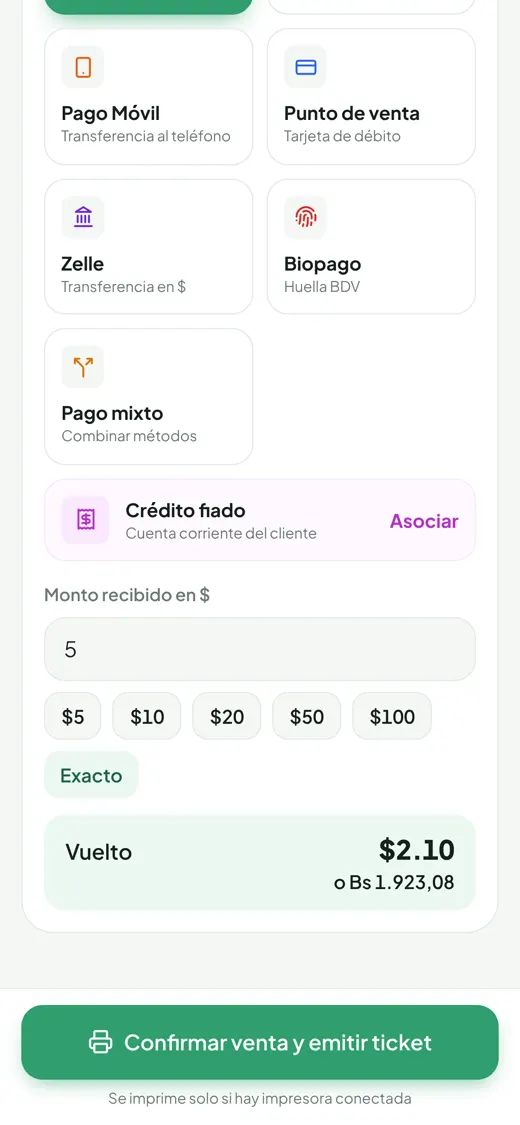 Pago Móvil
Transferencia al teléfono
Punto de venta
Tarjeta de débito
Zelle
Transferencia en $
Biopago
Huella BDV
Pago mixto
Combinar métodos
Crédito fiado
Cuenta corriente del cliente
Asociar
Monto recibido en $
5
$5 $10 $20 $50 $100
Exacto
Vuelto $2.10
o Bs 1.923,08
Confirmar venta y emitir ticket
Se imprime solo si hay impresora conectada